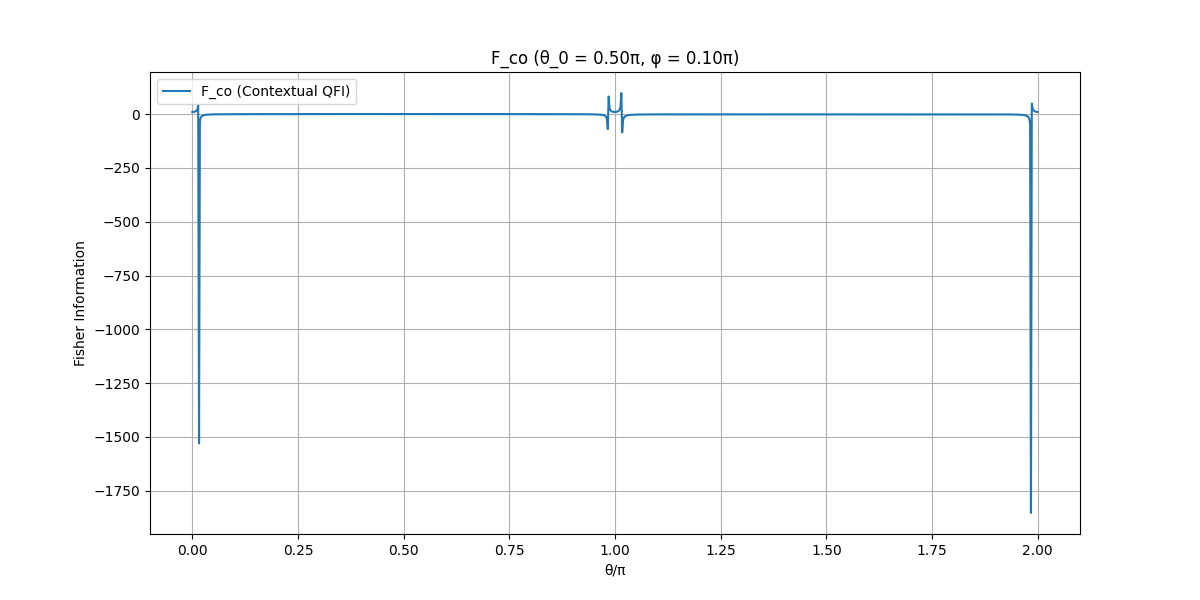 F_co (θ_0 = 0.50π, φ = 0.10π)
F_co (Contextual QFI)
Fisher Information
0
−250
−500
−750
−1000
−1250
−1500
−1750
0.00 0.25 0.50 0.75 1.00 1.25 1.50 1.75 2.00
θ/π